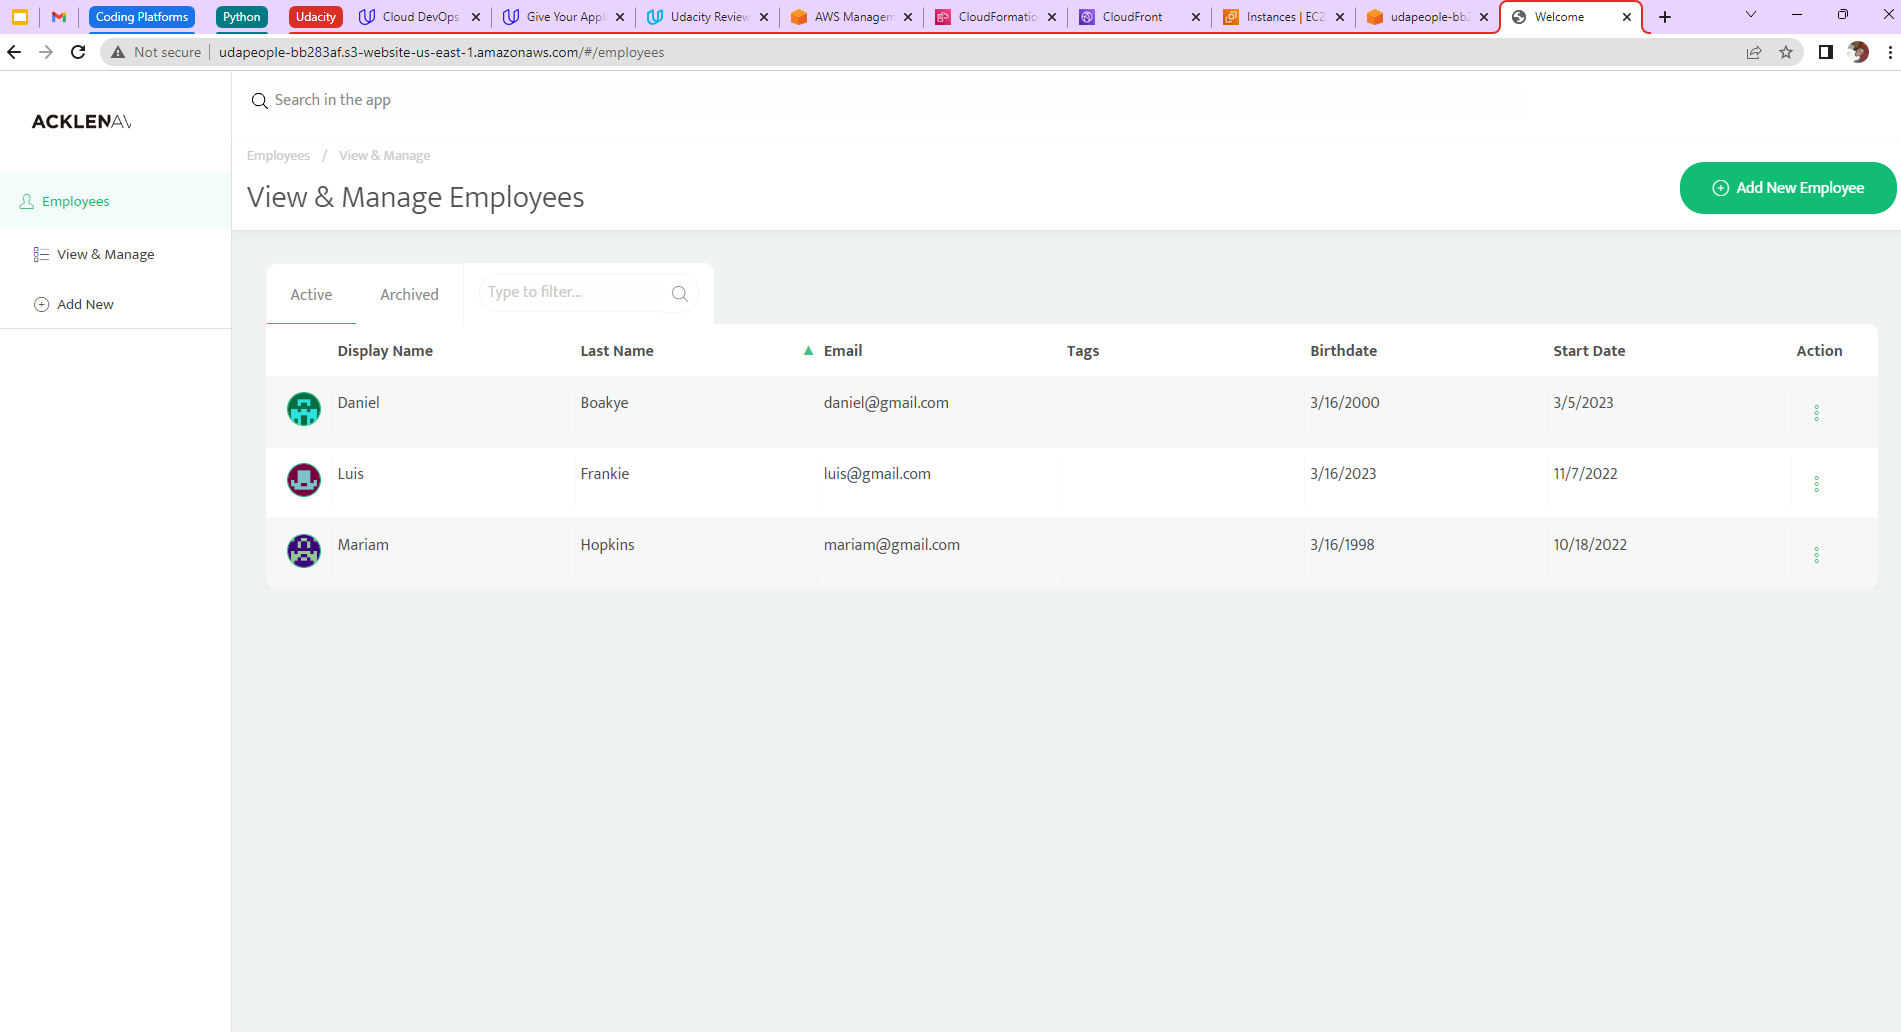 Coding Platforms Python Udacity Cloud DevOps Give Your Appl Udacity Review AWS Managem CloudFormatio CloudFront Instances | EC2 udapeople-bb2 Welcome
Not secure udapeople-bb283af.s3-website-us-east-1.amazonaws.com/#/employees
ACKLENAV
Search in the app
Employees / View & Manage
View & Manage Employees
Add New Employee
Employees
View & Manage
Add New
Active Archived Type to filter...
Display Name Last Name Email Tags Birthdate Start Date Action
Daniel Boakye daniel@gmail.com 3/16/2000 3/5/2023
Luis Frankie luis@gmail.com 3/16/2023 11/7/2022
Mariam Hopkins mariam@gmail.com 3/16/1998 10/18/2022